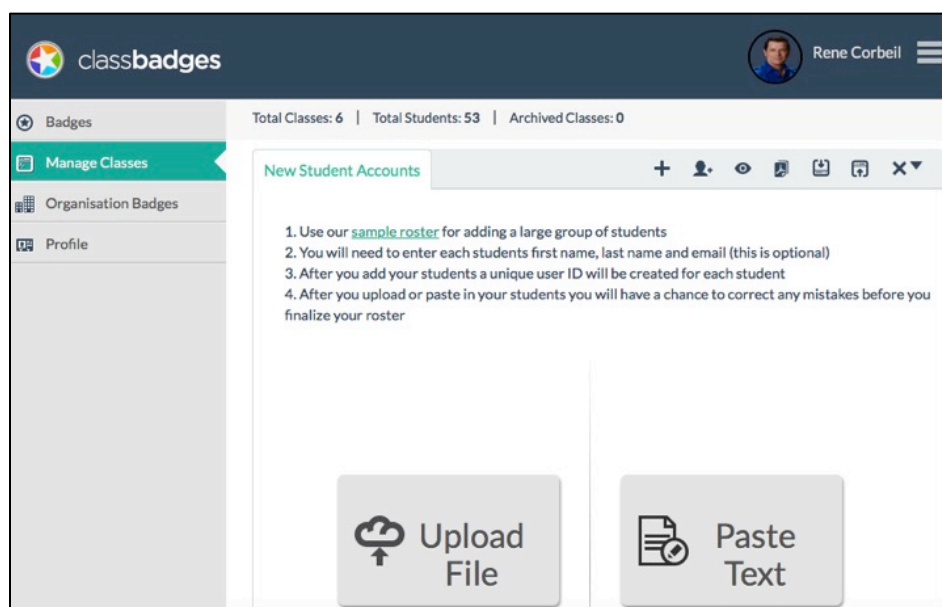 classbadges
Rene Corbeil
Badges
Manage Classes
Organisation Badges
Profile
Total Classes: 6 | Total Students: 53 | Archived Classes: 0
New Student Accounts
1. Use our sample roster for adding a large group of students
2. You will need to enter each students first name, last name and email (this is optional)
3. After you add your students a unique user ID will be created for each student
4. After you upload or paste in your students you will have a chance to correct any mistakes before you
finalize your roster
Upload
File
Paste
Text